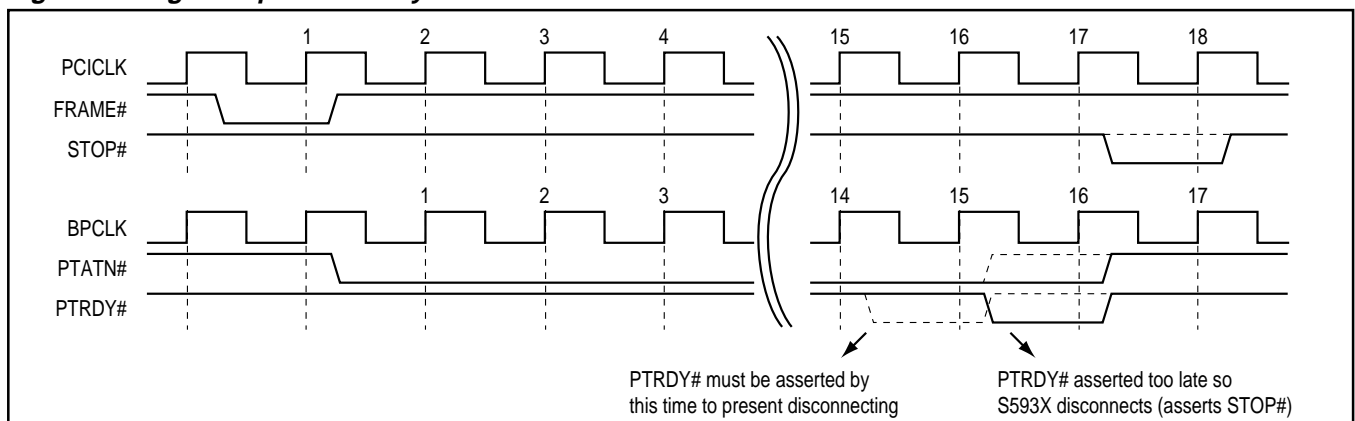 1 2 3 4 15 16 17 18
PCICLK
FRAME#
STOP#
1 2 3 14 15 16 17
BPCLK
PTATN#
PTRDY#
PTRDY# must be asserted by
this time to present disconnecting
PTRDY# asserted too late so
S593X disconnects (asserts STOP#)